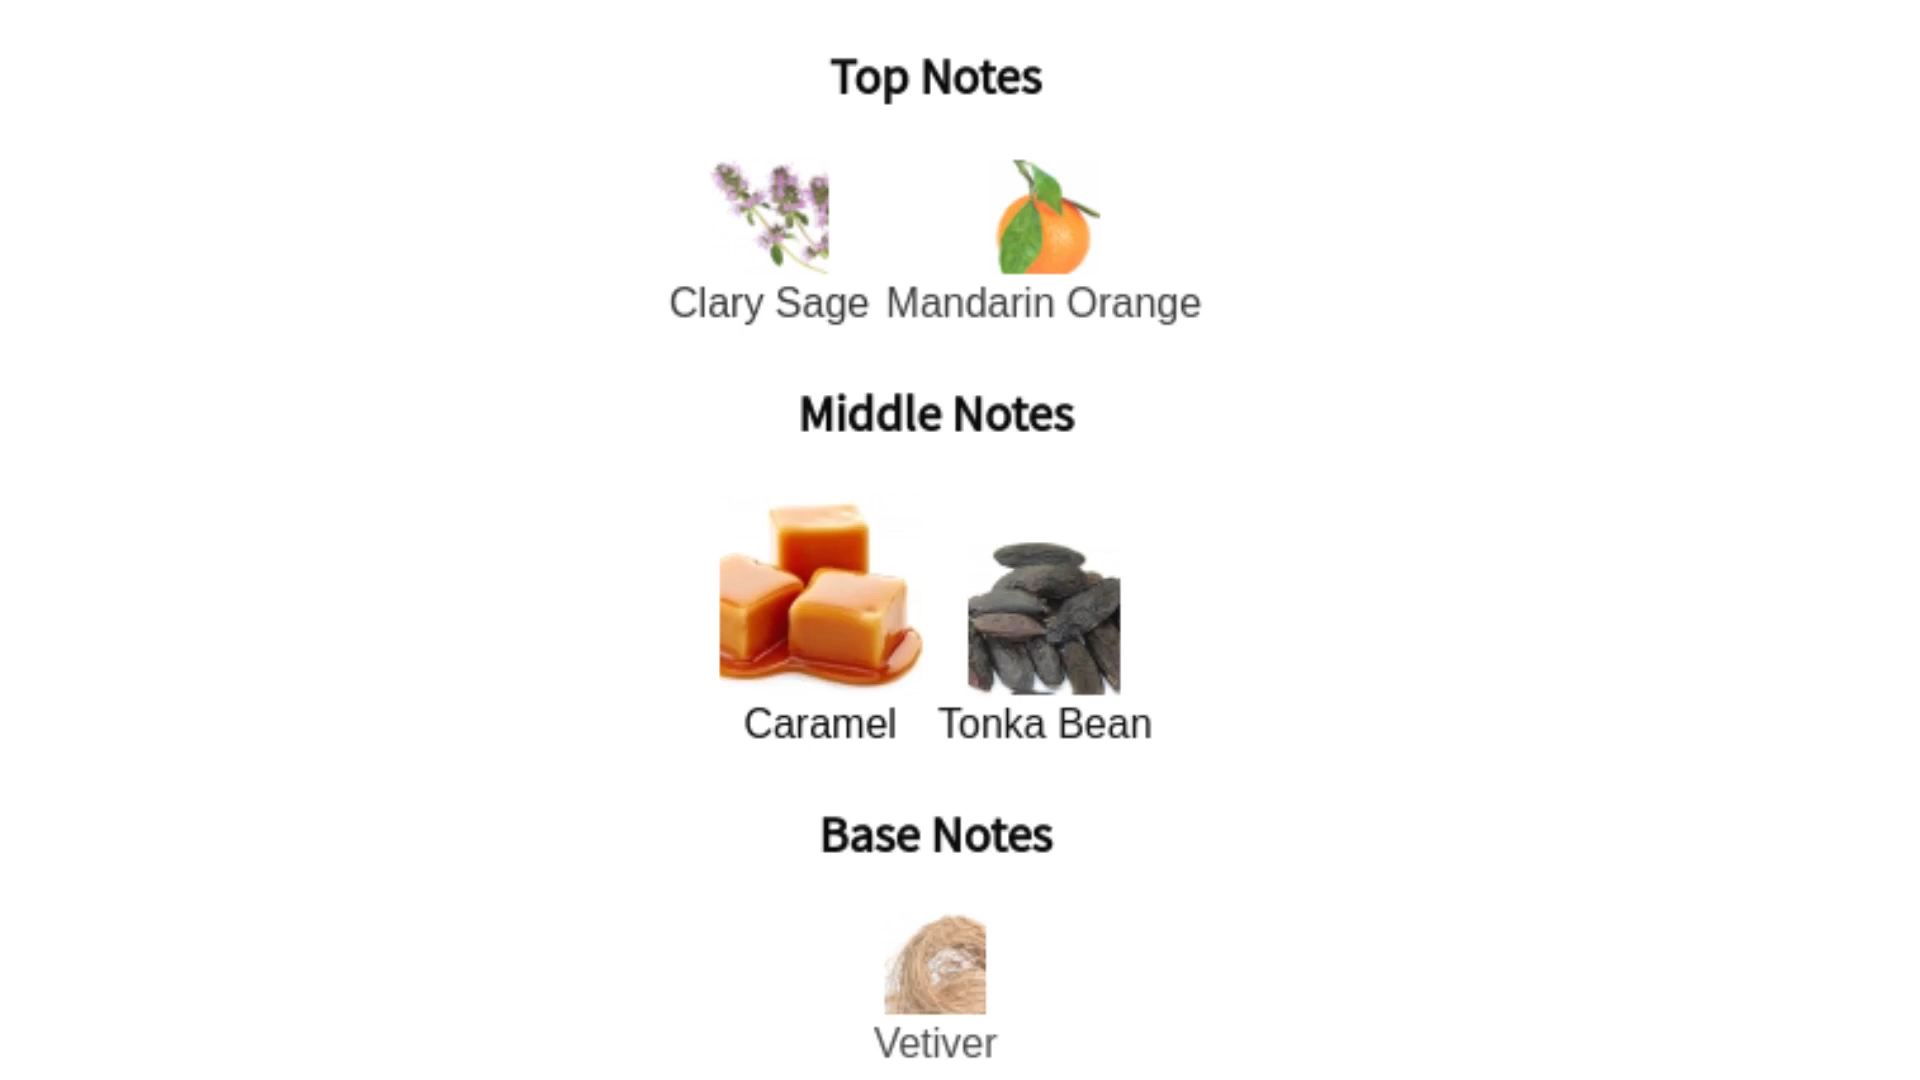 Top Notes
Clary Sage Mandarin Orange
Middle Notes
Caramel Tonka Bean
Base Notes
Vetiver